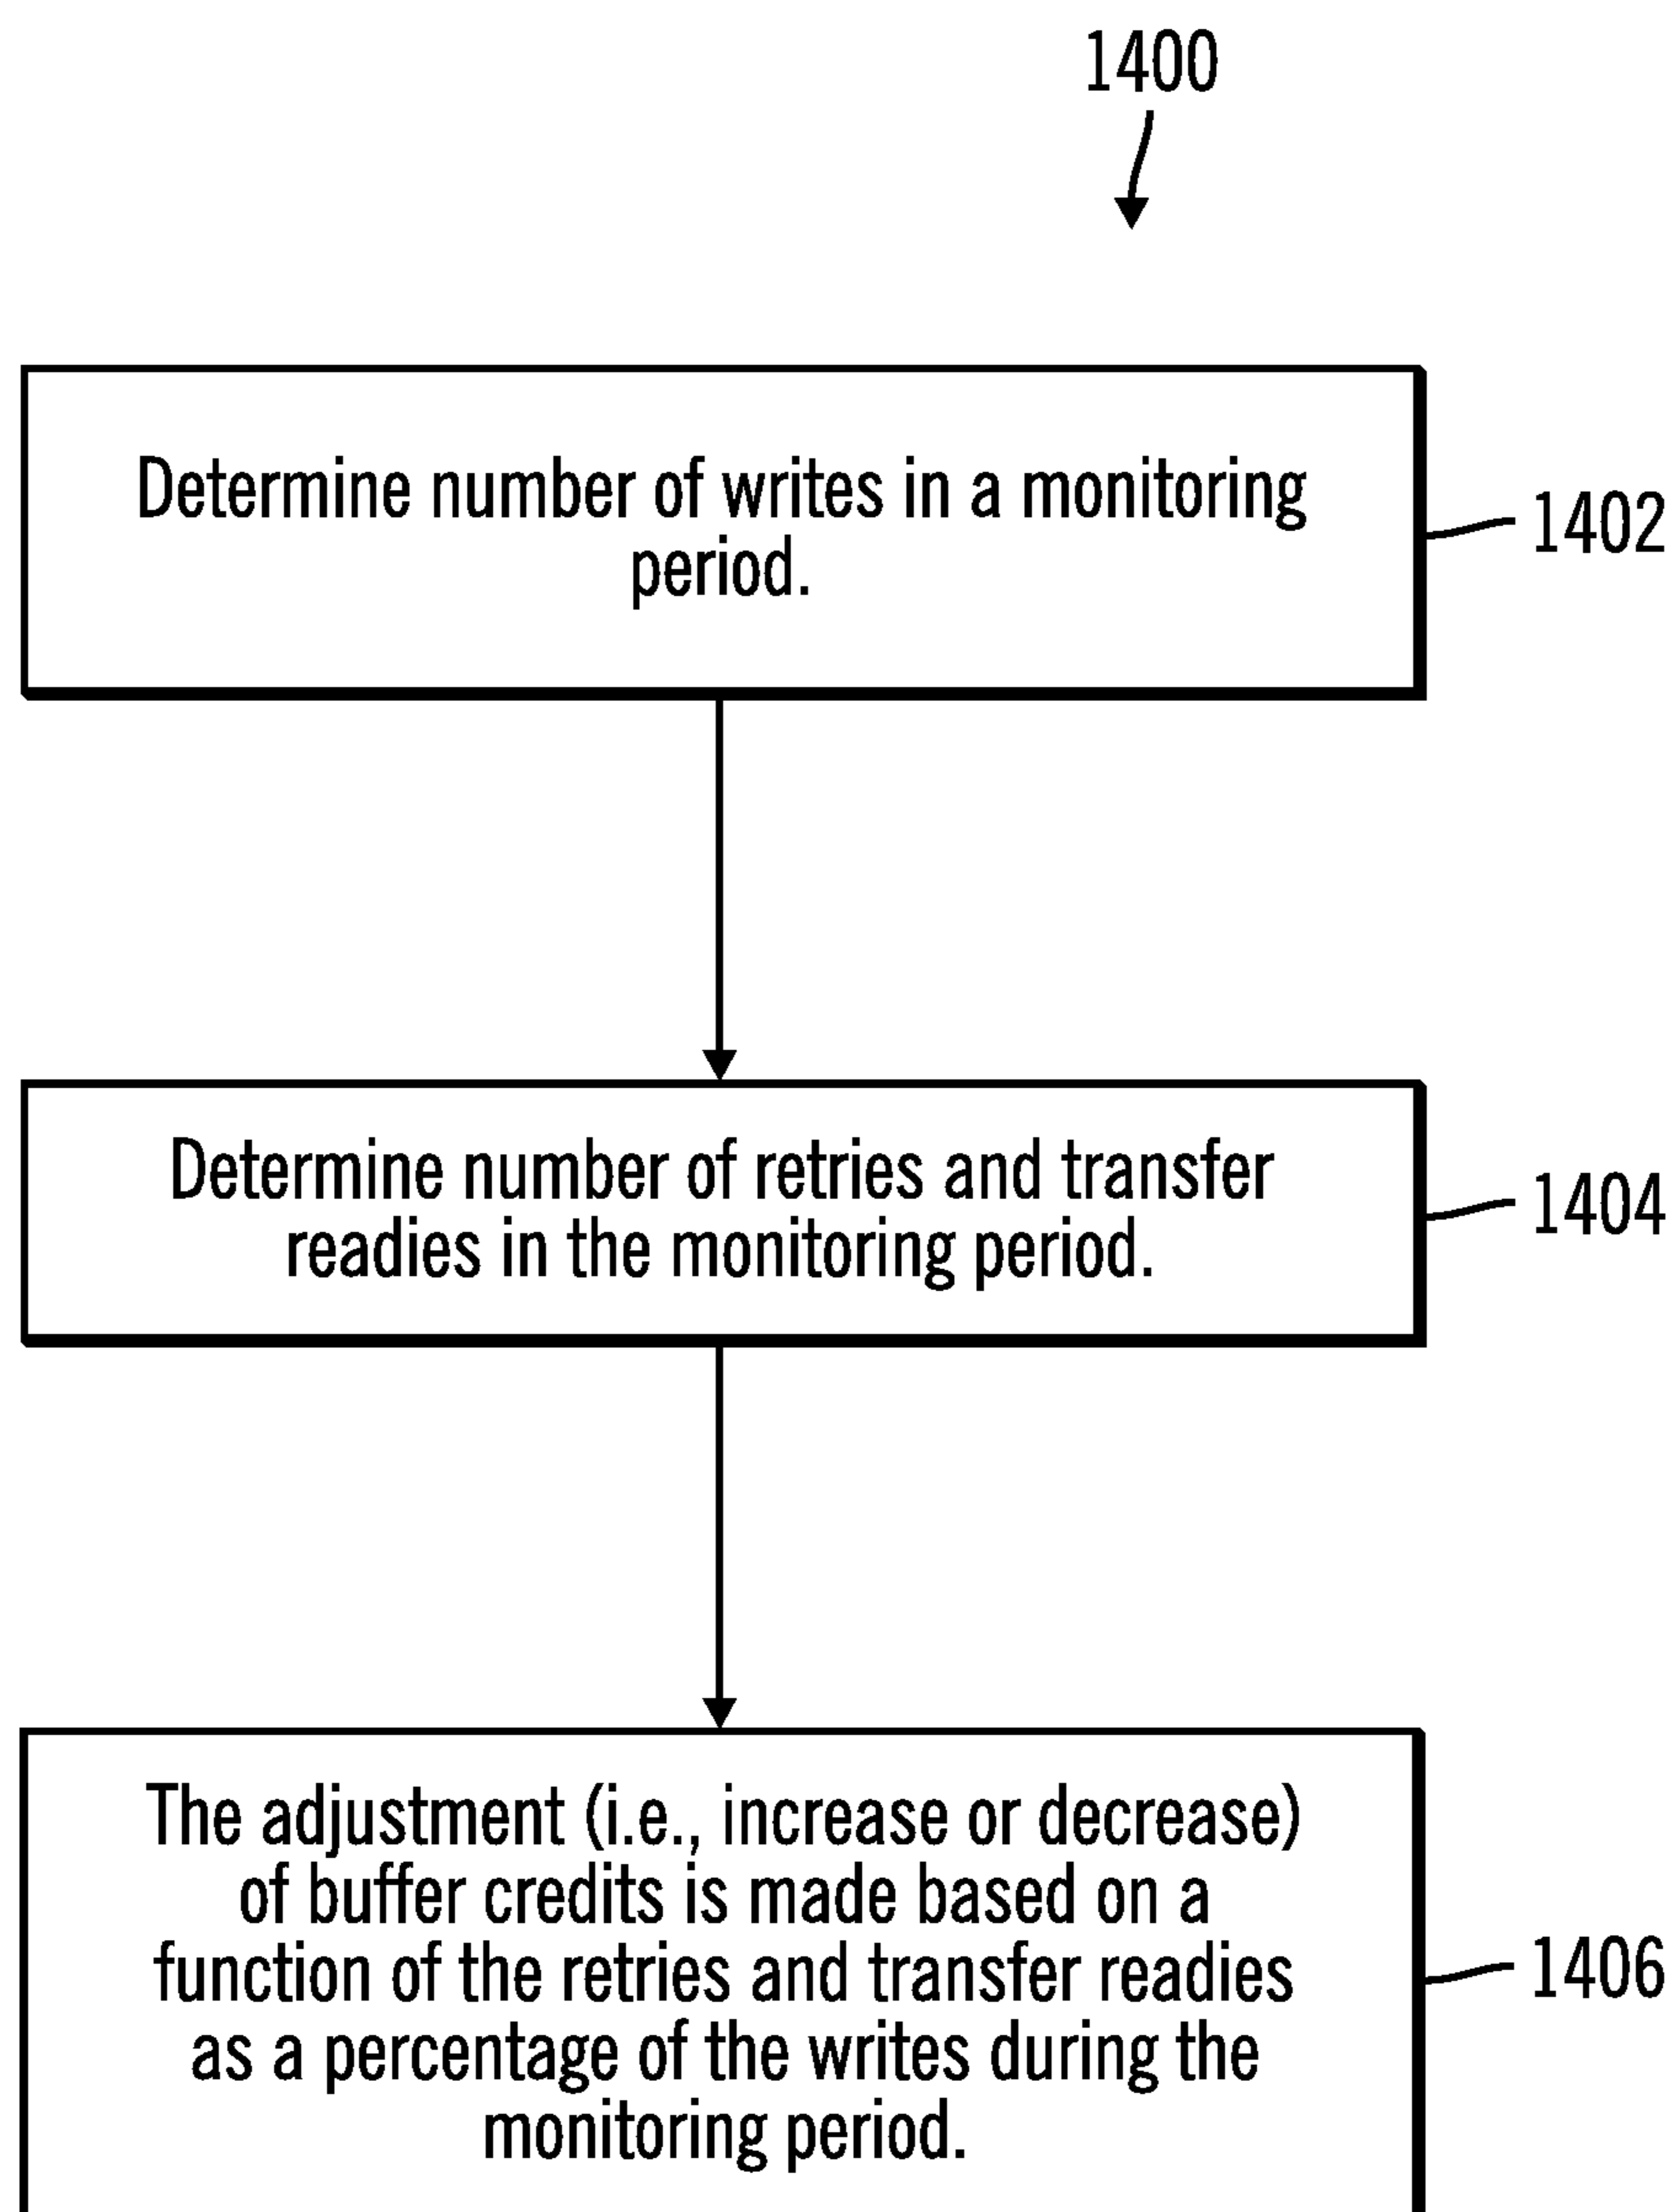 1400
Determine number of writes in a monitoring
period.
1402
Determine number of retries and transfer
readies in the monitoring period.
1404
The adjustment (i.e., increase or decrease)
of buffer credits is made based on a
function of the retries and transfer readies
as a percentage of the writes during the
monitoring period.
1406